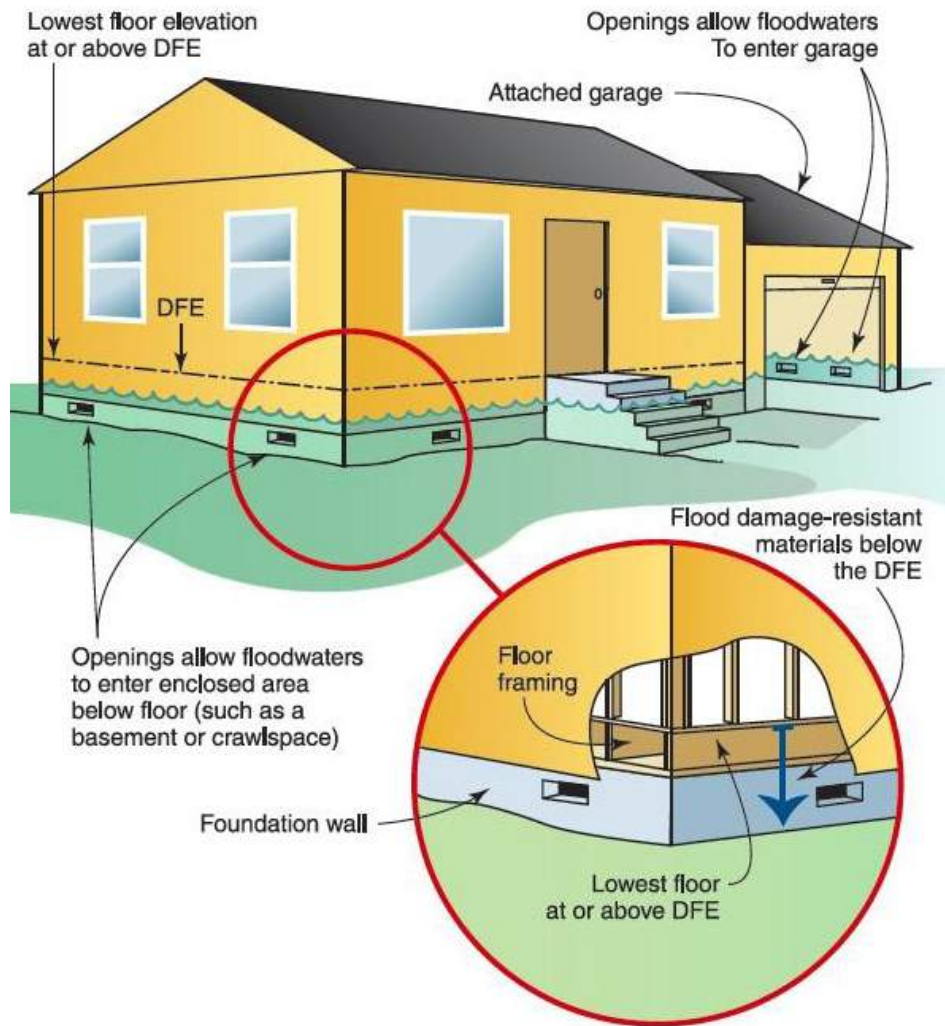 Lowest floor elevation
at or above DFE
Openings allow floodwaters
To enter garage
Attached garage
DFE
Flood damage-resistant
materials below
the DFE
Openings allow floodwaters
to enter enclosed area
below floor (such as a
basement or crawlspace)
Floor
framing
Foundation wall
Lowest floor
at or above DFE